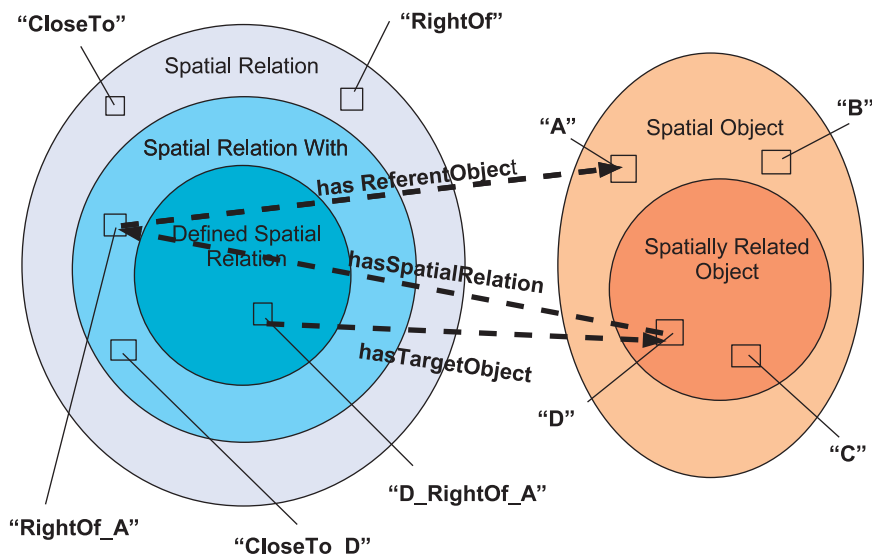 “CloseTo”
“RightOf”
Spatial Relation
“A”
Spatial Object
“B”
Spatial Relation With
has ReferentObject
Defined Spatial
Relation
hasSpatialRelation
Spatially Related
Object
hasTargetObject
“D”
“C”
“D_RightOf_A”
“RightOf_A”
“CloseTo_D”